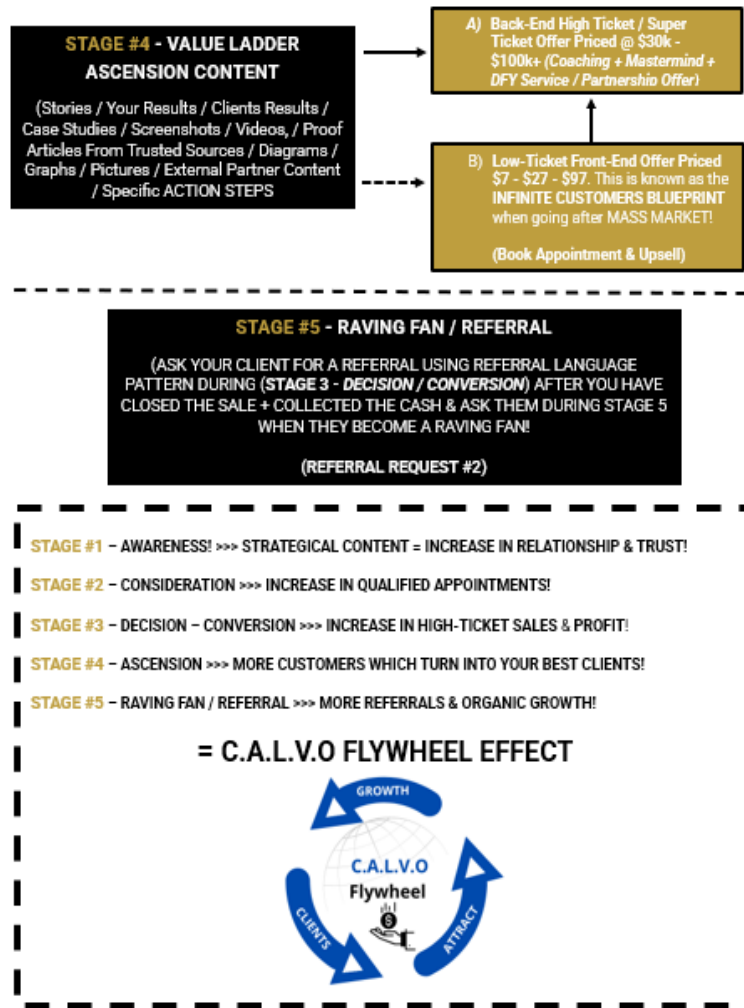 STAGE #4 - VALUE LADDER
ASCENSION CONTENT
(Stories / Your Results / Clients Results /
Case Studies / Screenshots / Videos, / Proof
Articles From Trusted Sources / Diagrams /
Graphs / Pictures / External Partner Content
/ Specific ACTION STEPS
A) Back-End High Ticket / Super
Ticket Offer Priced @ $30k -
$100k+ (Coaching + Mastermind +
DFY Service / Partnership Offer)
B) Low-Ticket Front-End Offer Priced
$7 - $27 - $97. This is known as the
INFINITE CUSTOMERS BLUEPRINT
when going after MASS MARKET!
(Book Appointment & Upsell)
STAGE #5 - RAVING FAN / REFERRAL
(ASK YOUR CLIENT FOR A REFERRAL USING REFERRAL LANGUAGE
PATTERN DURING (STAGE 3 - DECISION / CONVERSION) AFTER YOU HAVE
CLOSED THE SALE + COLLECTED THE CASH & ASK THEM DURING STAGE 5
WHEN THEY BECOME A RAVING FAN!
(REFERRAL REQUEST #2)
STAGE #1 – AWARENESS! >>> STRATEGICAL CONTENT = INCREASE IN RELATIONSHIP & TRUST!
STAGE #2 – CONSIDERATION >>> INCREASE IN QUALIFIED APPOINTMENTS!
STAGE #3 – DECISION – CONVERSION >>> INCREASE IN HIGH-TICKET SALES & PROFIT!
STAGE #4 – ASCENSION >>> MORE CUSTOMERS WHICH TURN INTO YOUR BEST CLIENTS!
STAGE #5 – RAVING FAN / REFERRAL >>> MORE REFERRALS & ORGANIC GROWTH!
= C.A.L.V.O FLYWHEEL EFFECT
GROWTH
C.A.L.V.O
Flywheel
$
CLIENTS
ATTRACT